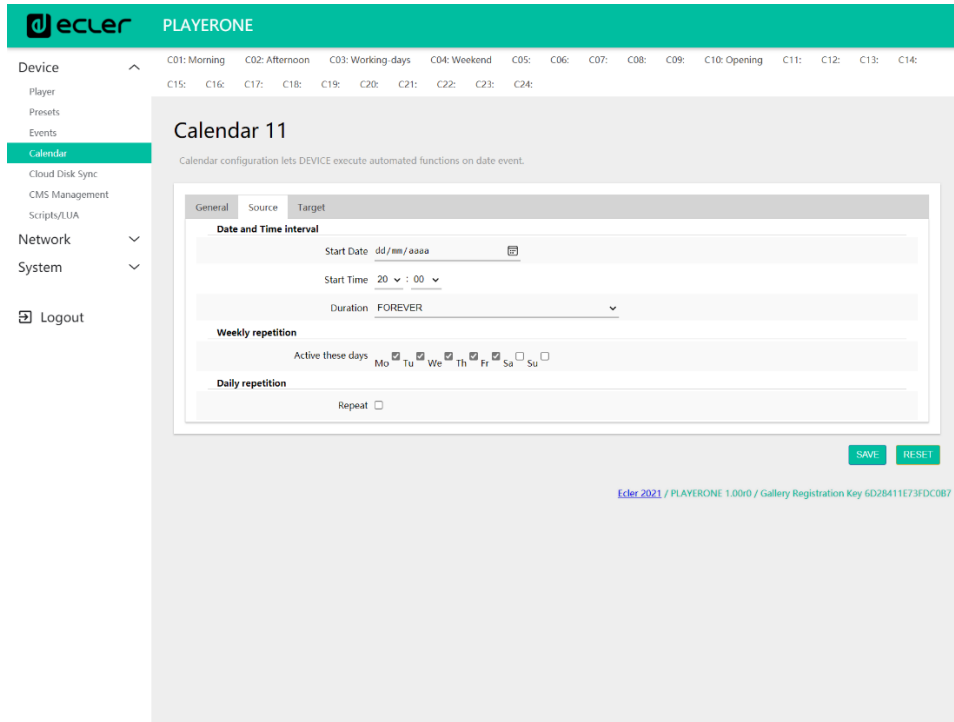 ecler PLAYERONE
Device
Player
Presets
Events
Calendar
Cloud Disk Sync
CMS Management
Scripts/LUA
Network
System
Logout
C01: Morning C02: Afternoon C03: Working-days C04: Weekend C05: C06: C07: C08: C09: C10: Opening C11: C12: C13: C14:
C15: C16: C17: C18: C19: C20: C21: C22: C23: C24:
Calendar 11
Calendar configuration lets DEVICE execute automated functions on date event.
General Source Target
Date and Time interval
Start Date dd/mm/aaaa
Start Time 20 : 00
Duration FOREVER
Weekly repetition
Active these days Mo Tu We Th Fr Sa Su
Daily repetition
Repeat
SAVE RESET
Ecler 2021 / PLAYERONE 1.00r0 / Gallery Registration Key 6D28411E73FDC0B7